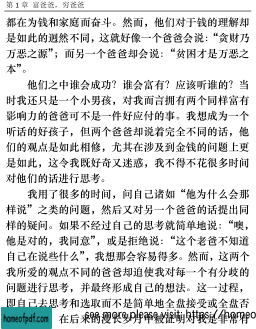 第 1 章 富爸爸，穷爸爸
都在为钱和家庭而奋斗。然而，他们对于钱的理解却
是如此的迥然不同，这就好像一个爸爸会说：“贪财乃
万恶之源”；而另一个爸爸却会说：“贫困才是万恶之
本”。
他们之中谁会成功？谁会富有？应该听谁的？当
时我还只是一个小男孩，对我而言拥有两个同样富有
影响力的爸爸可不是一件好应付的事。我想成为一个
听话的好孩子，但两个爸爸却说着完全不同的话，他
们的观点是如此相悖，尤其在涉及到金钱的问题上更
是如此，这令我既好奇又迷惑，我不得不花很多时间
对他们的话进行思考。
我用了很多的时间，问自己诸如“他为什么会那
样说”之类的问题，然后又对另一个爸爸的话提出同
样的疑问。如果不经过自己的思考就简单地说：“噢，
他是对的，我同意”，或是拒绝说：“这个老爸不知道
自己在说些什么”，我想那会容易得多。然而，这两个
我所爱的观点不同的爸爸却迫使我对每一个有分歧的
问题进行思考，并最终形成自己的想法。这一过程，
即自己去思考和选取而不是简单地全盘接受或全盘否
在后来的漫长岁月中被证明对我是非常有
homeofpdf.com
see more please visit: https://homeofpdf.com